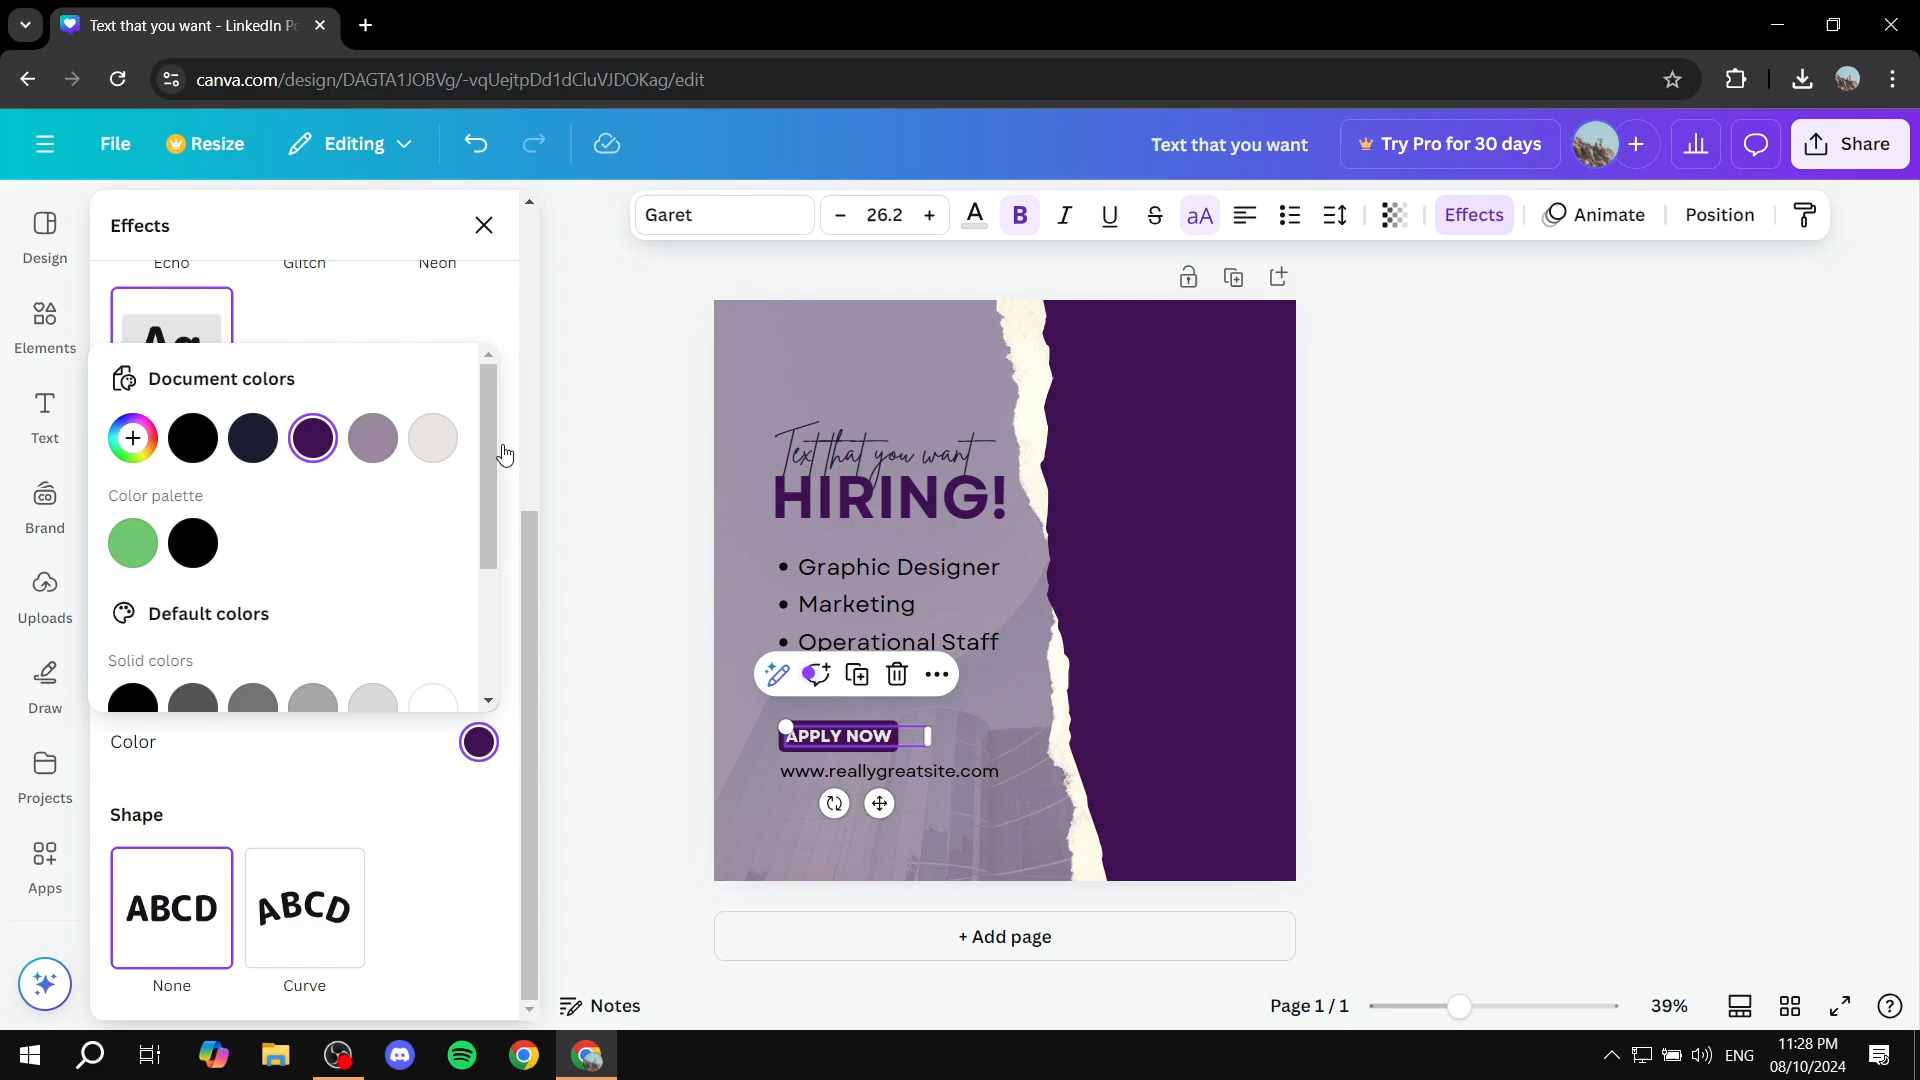 Text that you want - LinkedIn Po
canva.com/design/DAGTA1JOBVg/-vqUejtpDd1dCluVJDOKag/edit
File
Resize
Editing
Text that you want
Try Pro for 30 days
Share
Garet
26.2
A
B
I
U
S
aA
Effects
Animate
Position
Design
Elements
Text
Brand
Uploads
Draw
Projects
Apps
Effects
Echo
Glitch
Neon
Ag
Document colors
Color palette
Default colors
Solid colors
Color
Shape
ABCD
ABCD
None
Curve
Text that you want
HIRING!
• Graphic Designer
• Marketing
• Operational Staff
APPLY NOW
www.reallygreatsite.com
+ Add page
Notes
Page 1 / 1
39%
ENG
11:28 PM
08/10/2024